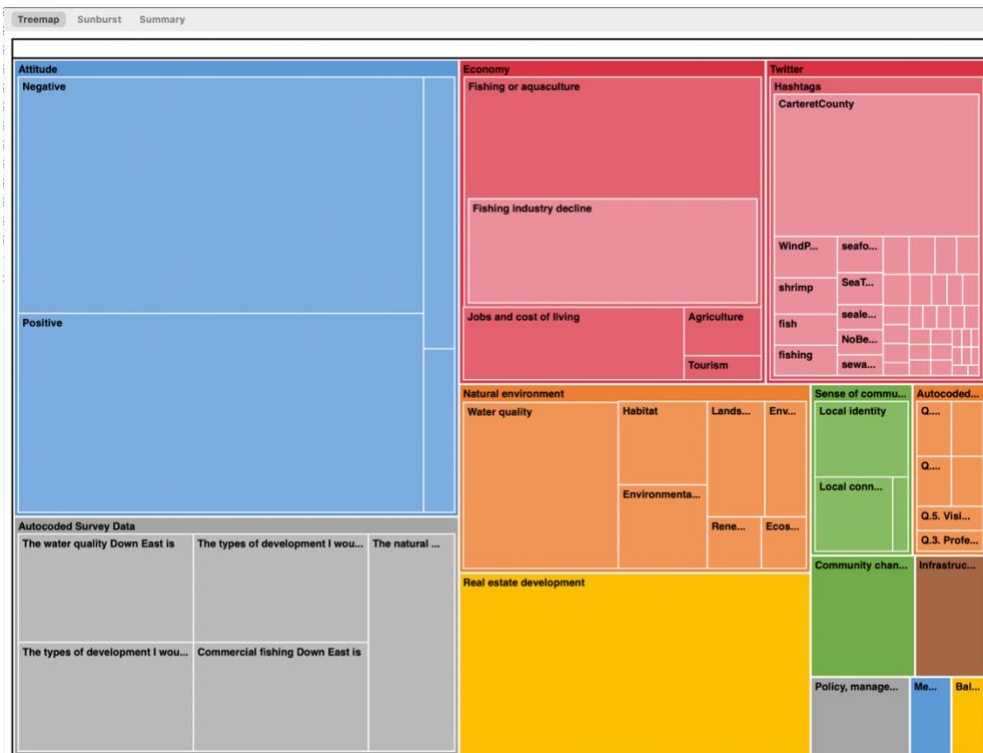 Treemap Sunburst Summary
Attitude
Negative
Positive
Economy
Fishing or aquaculture
Fishing industry decline
Jobs and cost of living
Agriculture
Tourism
Twitter
Hashtags
CarteretCounty
WindP...
shrimp
fish
fishing
seafo...
SeaT...
seale...
NoBe...
sewa...
Autocoded Survey Data
The water quality Down East is
The types of development I wou...
The natural ...
The types of development I wou...
Commercial fishing Down East is
Natural environment
Water quality
Habitat
Environmenta...
Lands...
Env...
Rene...
Ecos...
Real estate development
Sense of commu...
Local identity
Local conn...
Autocoded...
Q....
Q....
Q.5. Visi...
Q.3. Profe...
Community chan...
Infrastruc...
Policy, manage...
Me...
Bai...